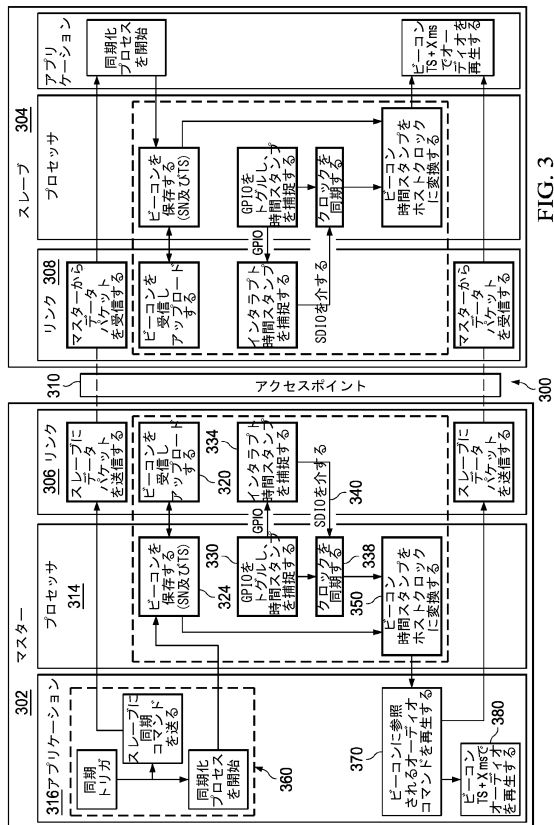 302
マスター
316アプリケーション
プロセッサ
306 リンク
同期
トリガ
スレーブに
同期
コマンドを送る
同期化
プロセス
を開始
360
314
スレーブに
データ
パケット
を送信する
ビーコンを
保存する
(SN及びTS)
324
ビーコンを
受信し
アップロード
320
330
GPIOを
トグルし、
時間スタンプ
を捕捉する
GPIO
334
インタラプト
時間スタンプ
を捕捉する
クロックを
同期する
338
SDIOを介する
340
350
ビーコン
時間スタンプを
ホストクロック
に変換する
370
ビーコンに参照
されるオーディオ
コマンドを再生する
ビーコン
TS+X msで
オーディオ
を再生する
380
スレーブに
データ
パケット
を送信する
310
アクセスポイント
300
スレーブ
304
リンク
308
プロセッサ
アプリ
ケーション
マスターから
データ
パケット
を受信する
同期化
プロセス
を開始
ビーコンを
受信し
アップロード
ビーコンを
保存する
(SN及びTS)
インタラプト
時間スタンプ
を捕捉する
GPIO
GPIOを
トグルし、
時間スタンプ
を捕捉する
SDIOを介する
クロックを
同期する
ビーコン
時間スタンプを
ホストクロック
に変換する
マスターから
データ
パケット
を受信する
ビーコン
TS+X ms
でオー
ディオを
再生する
FIG. 3